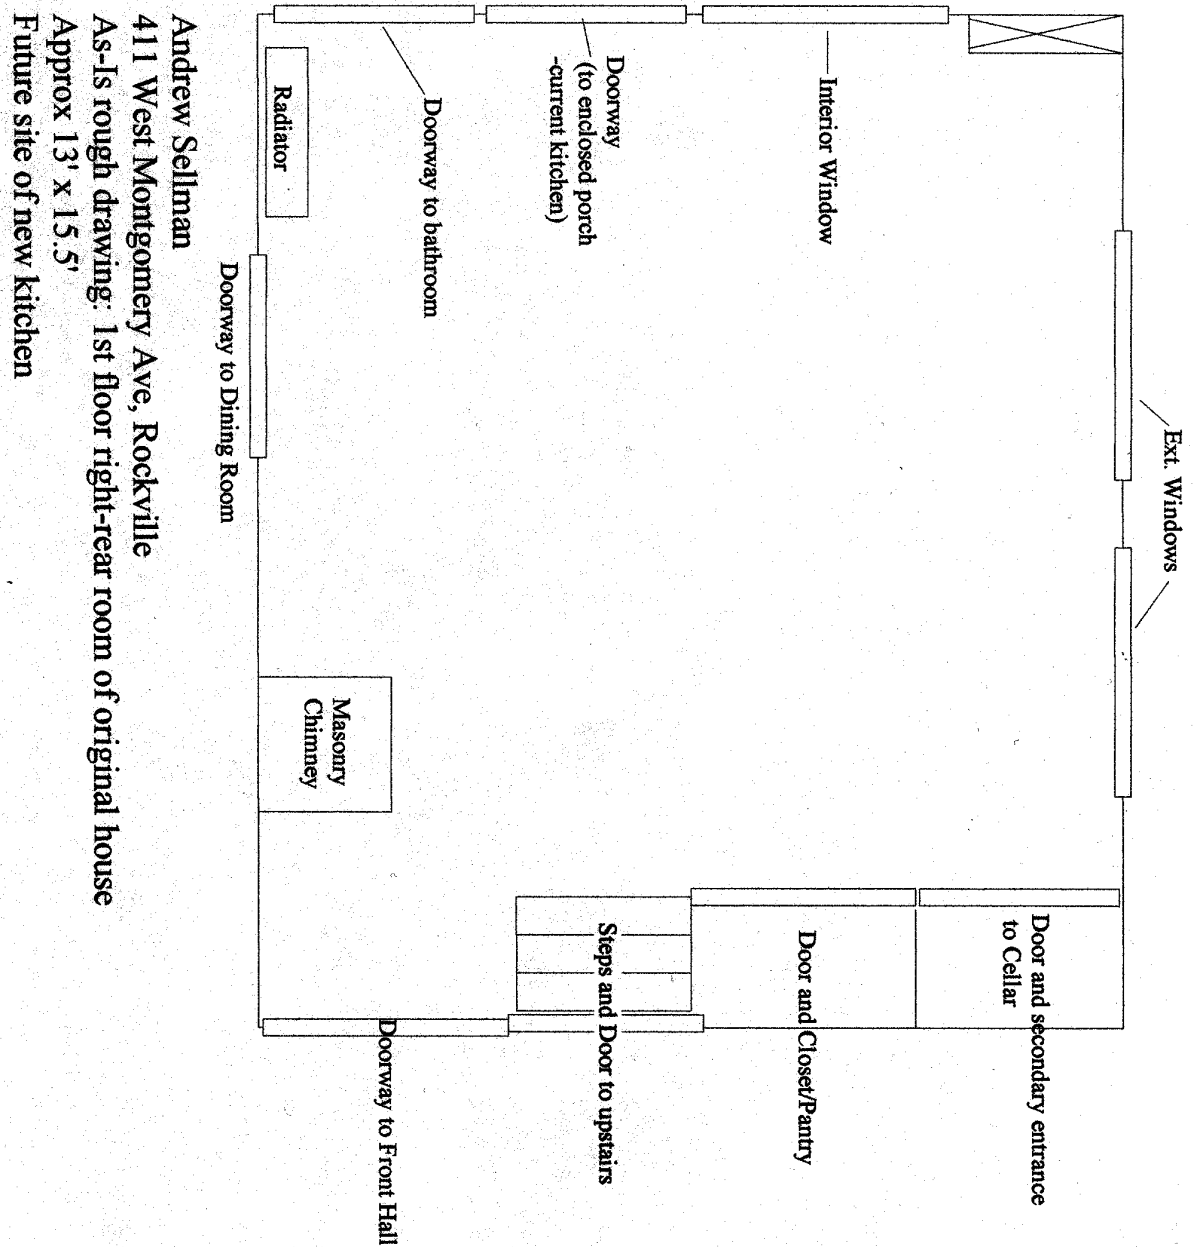 Ext. Windows
Interior Window
Doorway
(to enclosed porch
-current kitchen)
Doorway to bathroom
Radiator
Door and secondary entrance
to Cellar
Door and Closet/Pantry
Steps and Door to upstairs
Doorway to Front Hall
Masonry
Chimney
Doorway to Dining Room
Andrew Sellman
411 West Montgomery Ave, Rockville
As-Is rough drawing: 1st floor right-rear room of original house
Approx 13' x 15.5'
Future site of new kitchen